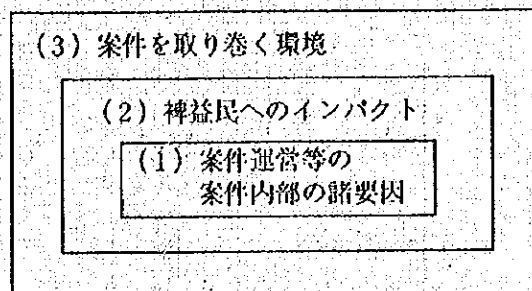 (3) 案件を取り巻く環境
(2) 裨益民へのインパクト
(1) 案件運営等の
案件内部の諸要因